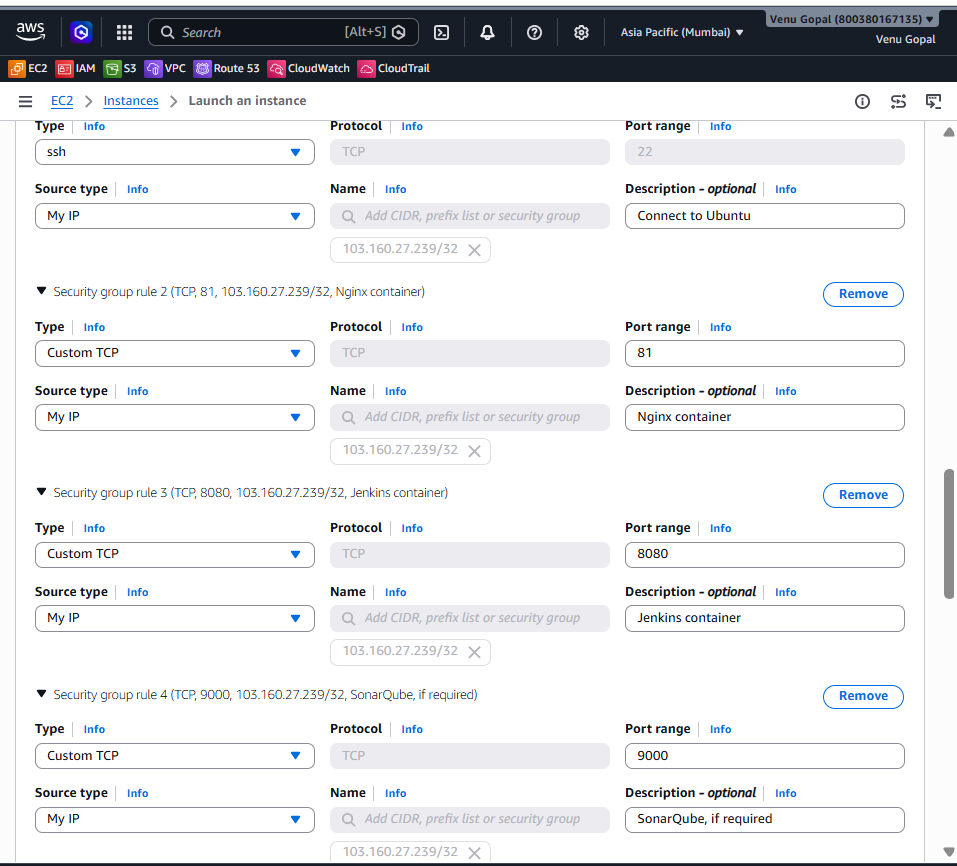 aws
Search [Alt+S]
Asia Pacific (Mumbai) ▼
Venu Gopal (800380167135) ▼
Venu Gopal
EC2 IAM S3 VPC Route 53 CloudWatch CloudTrail
EC2 > Instances > Launch an instance
Type Info Protocol Info Port range Info
ssh TCP 22
Source type Info Name Info Description - optional Info
My IP Add CIDR, prefix list or security group Connect to Ubuntu
103.160.27.239/32
Security group rule 2 (TCP, 81, 103.160.27.239/32, Nginx container) Remove
Type Info Protocol Info Port range Info
Custom TCP TCP 81
Source type Info Name Info Description - optional Info
My IP Add CIDR, prefix list or security group Nginx container
103.160.27.239/32
Security group rule 3 (TCP, 8080, 103.160.27.239/32, Jenkins container) Remove
Type Info Protocol Info Port range Info
Custom TCP TCP 8080
Source type Info Name Info Description - optional Info
My IP Add CIDR, prefix list or security group Jenkins container
103.160.27.239/32
Security group rule 4 (TCP, 9000, 103.160.27.239/32, SonarQube, if required) Remove
Type Info Protocol Info Port range Info
Custom TCP TCP 9000
Source type Info Name Info Description - optional Info
My IP Add CIDR, prefix list or security group SonarQube, if required
103.160.27.239/32